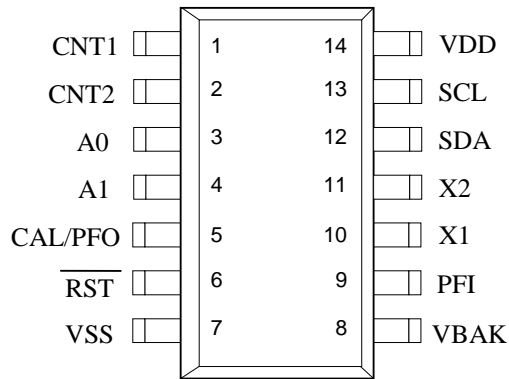 CNT1 1 14 VDD
CNT2 2 13 SCL
A0 3 12 SDA
A1 4 11 X2
CAL/PFO 5 10 X1
RST 6 9 PFI
VSS 7 8 VBAK